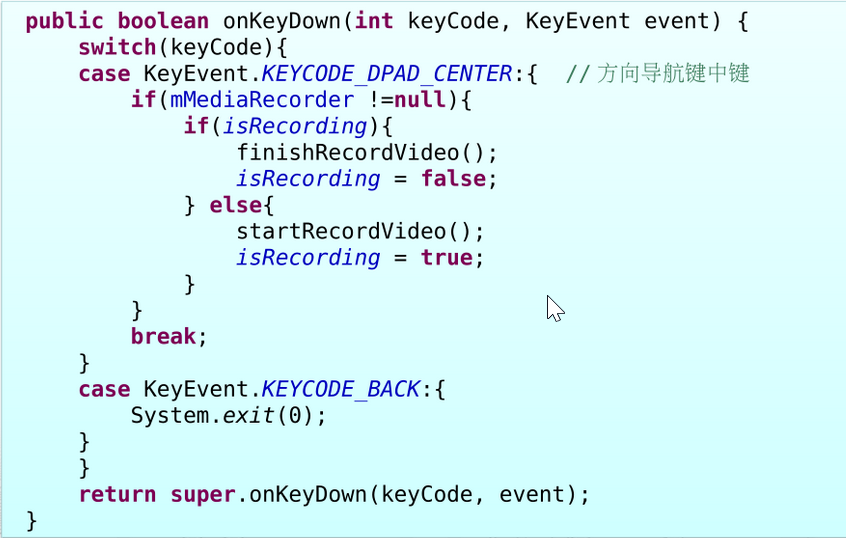 public boolean onKeyDown(int keyCode, KeyEvent event) {
    switch(keyCode){
    case KeyEvent.KEYCODE_DPAD_CENTER:{  // 方向导航键中键
        if(mMediaRecorder !=null){
            if(isRecording){
                finishRecordVideo();
                isRecording = false;
            } else{
                startRecordVideo();
                isRecording = true;
            }
        }
        break;
    }
    case KeyEvent.KEYCODE_BACK:{
        System.exit(0);
    }
    }
    return super.onKeyDown(keyCode, event);
}